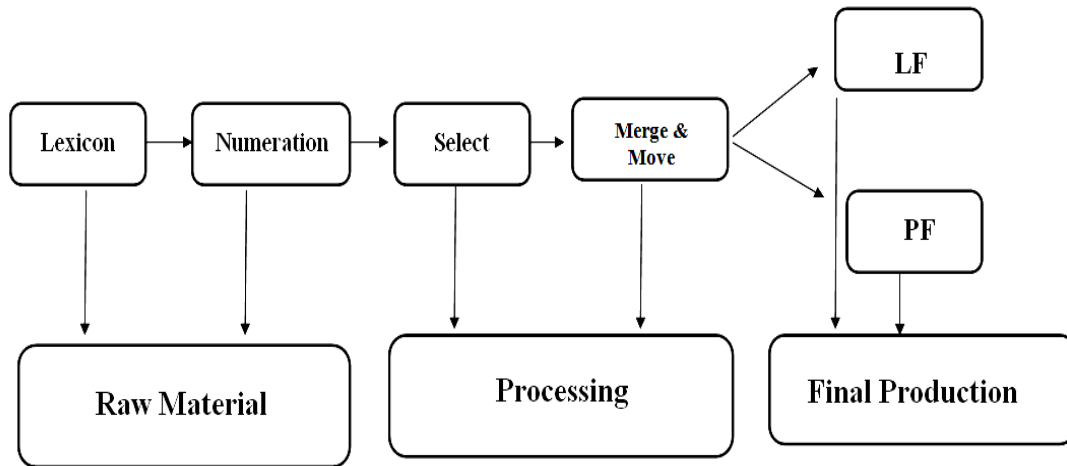 LF
Lexicon
Numeration
Select
Merge &
Move
PF
Raw Material
Processing
Final Production